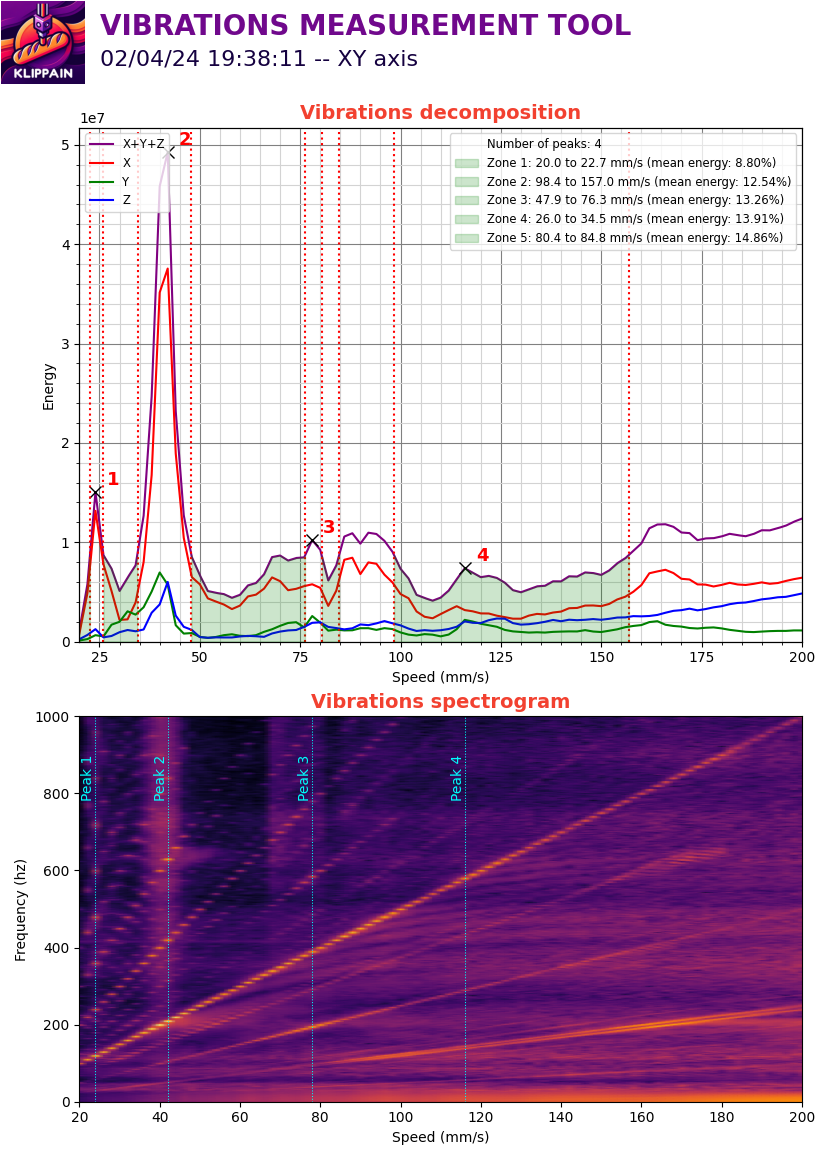 VIBRATIONS MEASUREMENT TOOL
02/04/24 19:38:11 -- XY axis
KLIPPAIN
Vibrations decomposition
1e7
X+Y+Z
X
Y
Z
Number of peaks: 4
Zone 1: 20.0 to 22.7 mm/s (mean energy: 8.80%)
Zone 2: 98.4 to 157.0 mm/s (mean energy: 12.54%)
Zone 3: 47.9 to 76.3 mm/s (mean energy: 13.26%)
Zone 4: 26.0 to 34.5 mm/s (mean energy: 13.91%)
Zone 5: 80.4 to 84.8 mm/s (mean energy: 14.86%)
1
2
3
4
Energy
5
4
3
2
1
0
25 50 75 100 125 150 175 200
Speed (mm/s)
Vibrations spectrogram
Frequency (hz)
1000
800
600
400
200
0
Peak 1
Peak 2
Peak 3
Peak 4
20 40 60 80 100 120 140 160 180 200
Speed (mm/s)